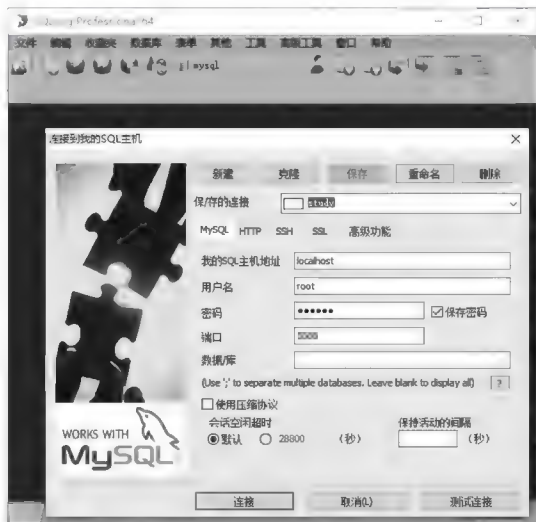 文件 编辑 收藏夹 数据库 表单 其他 工具 高级工具 窗口 帮助
mysql
连接到我的SQL主机
新建 克隆 保存 重命名 删除
保/存的连接 study
MySQL HTTP SSH SSL 高级功能
我的SQL主机地址 localhost
用户名 root
密码 •••••• 保存密码
端口
数据/库
(Use ';' to separate multiple databases. Leave blank to display all) ?
使用压缩协议
会话空闲超时 保持活动的间隔
默认 28800 (秒) (秒)
WORKS WITH
MySQL
连接 取消(L) 测试连接